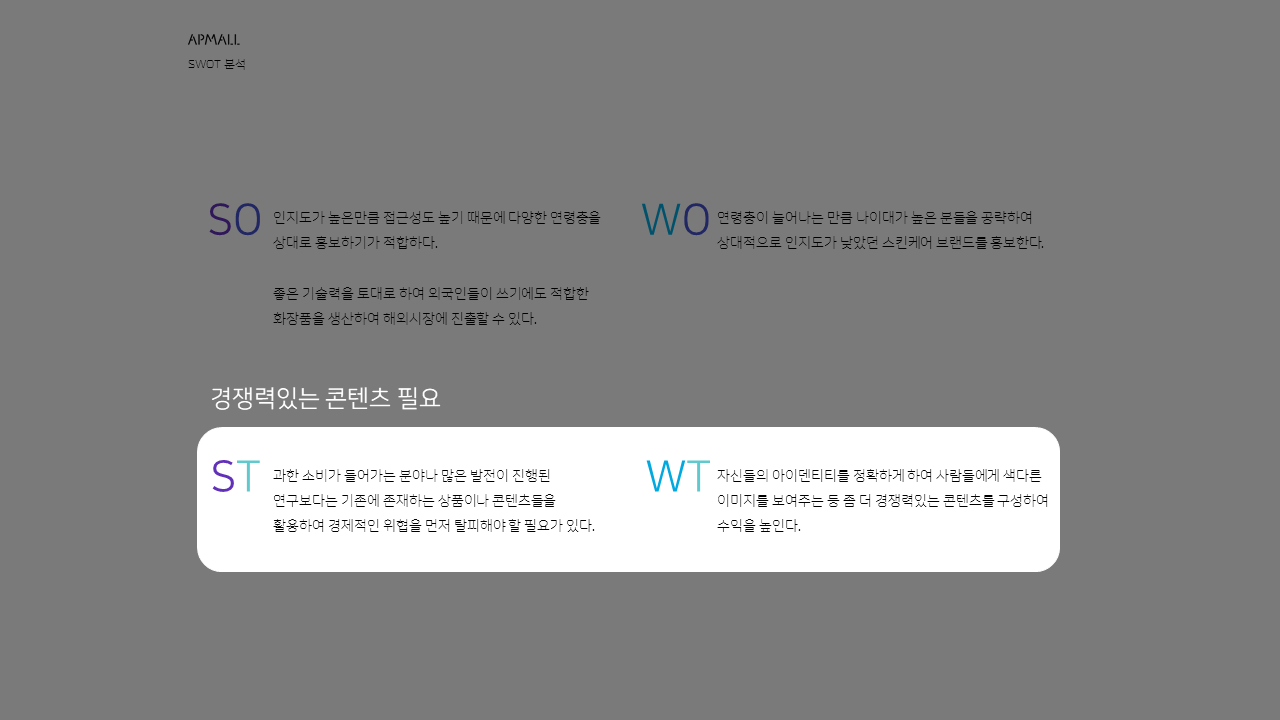 APMALL
SWOT 분석
SO
인지도가 높은만큼 접근성도 높기 때문에 다양한 연령층을
상대로 홍보하기가 적합하다.
좋은 기술력을 토대로 하여 외국인들이 쓰기에도 적합한
화장품을 생산하여 해외시장에 진출할 수 있다.
WO
연령층이 늘어나는 만큼 나이대가 높은 분들을 공략하여
상대적으로 인지도가 낮았던 스킨케어 브랜드를 홍보한다.
경쟁력있는 콘텐츠 필요
ST
과한 소비가 들어가는 분야나 많은 발전이 진행된
연구보다는 기존에 존재하는 상품이나 콘텐츠들을
활용하여 경제적인 위협을 먼저 탈피해야 할 필요가 있다.
WT
자신들의 아이덴티티를 정확하게 하여 사람들에게 색다른
이미지를 보여주는 등 좀 더 경쟁력있는 콘텐츠를 구성하여
수익을 높인다.